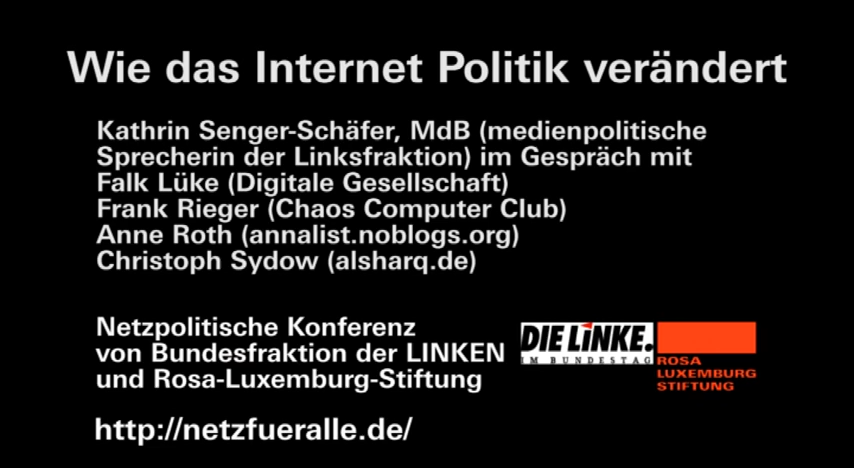 Wie das Internet Politik verändert
Kathrin Senger-Schäfer, MdB (medienpolitische
Sprecherin der Linksfraktion) im Gespräch mit
Falk Lüke (Digitale Gesellschaft)
Frank Rieger (Chaos Computer Club)
Anne Roth (annalist.noblogs.org)
Christoph Sydow (alsharq.de)
Netzpolitische Konferenz
von Bundesfraktion der LINKEN
und Rosa-Luxemburg-Stiftung
DIE LINKE.
IM BUNDESTAG
ROSA
LUXEMBURG
STIFTUNG
http://netzfueralle.de/